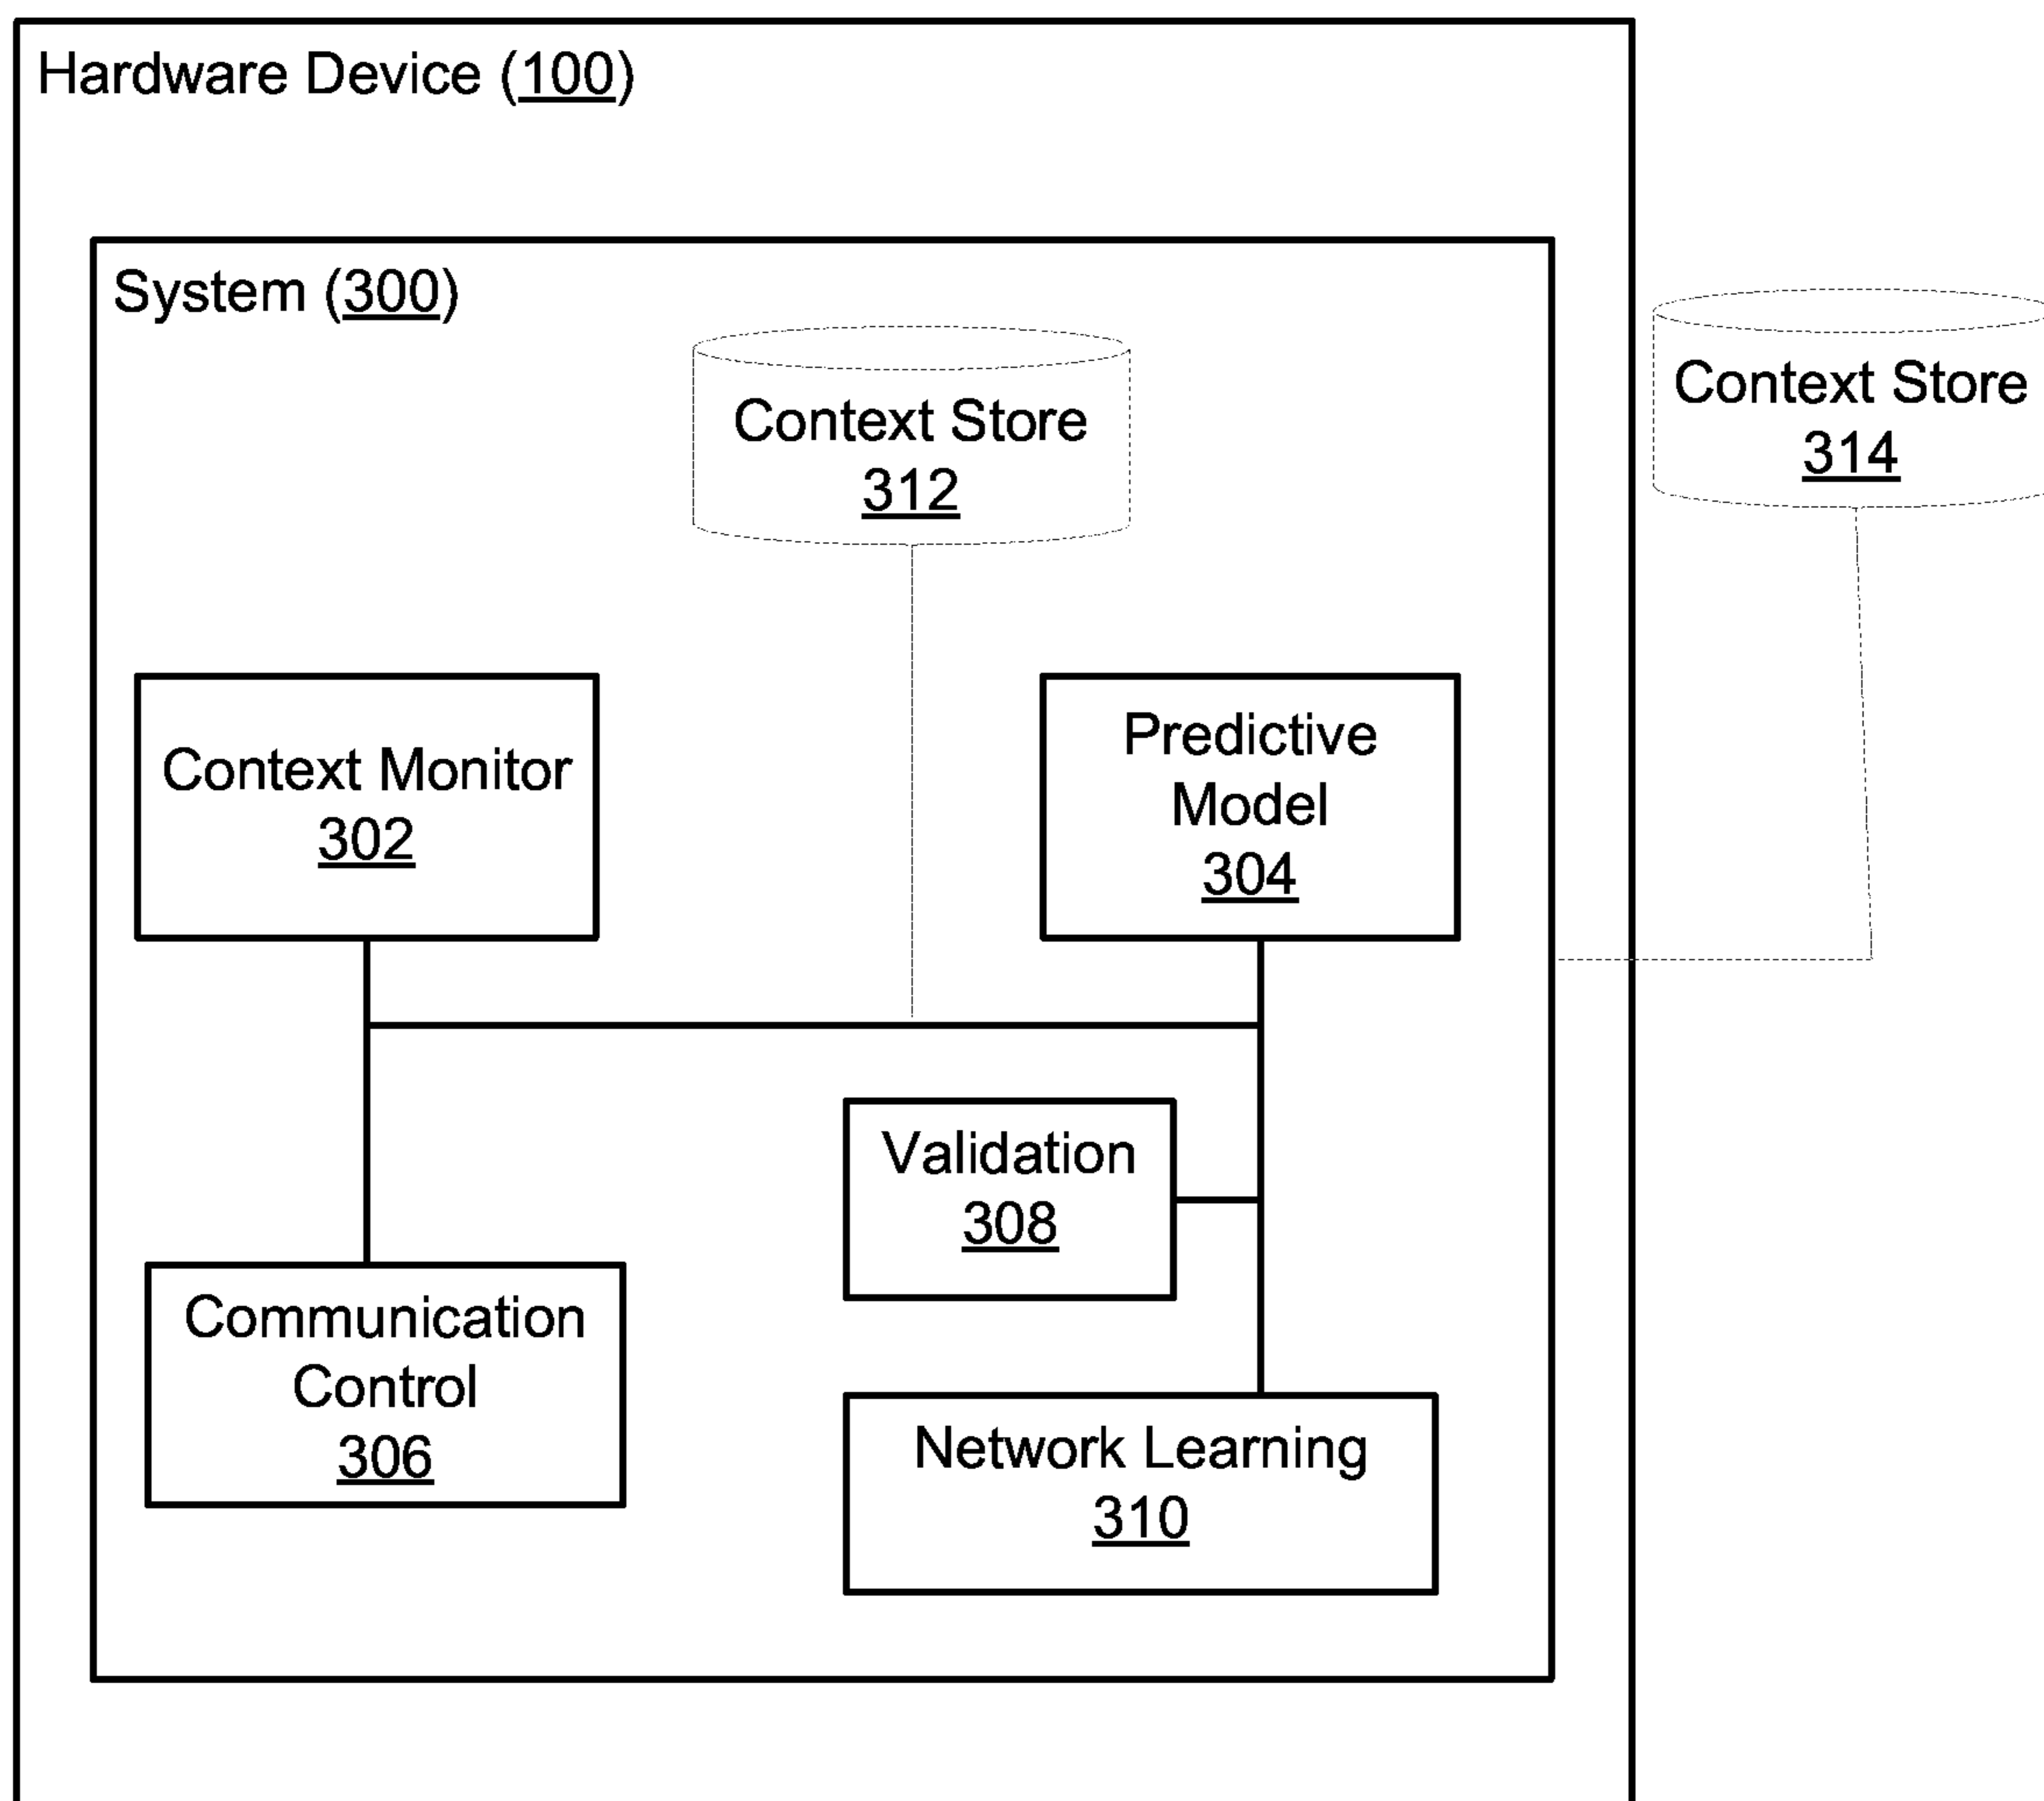 Hardware Device (100)
System (300)
Context Store
312
Context Store
314
Context Monitor
302
Predictive
Model
304
Validation
308
Communication
Control
306
Network Learning
310